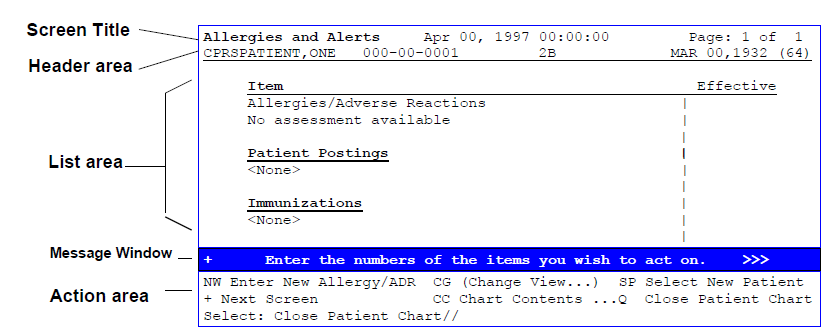 Screen Title
Allergies and Alerts Apr 00, 1997 00:00:00 Page: 1 of 1
Header area
CPRSPATIENT,ONE 000-00-0001 2B MAR 00,1932 (64)
Item Effective
Allergies/Adverse Reactions
No assessment available
List area
Patient Postings
<None>
Immunizations
<None>
Message Window
+ Enter the numbers of the items you wish to act on. >>>
Action area
NW Enter New Allergy/ADR CG (Change View...) SP Select New Patient
+ Next Screen CC Chart Contents ...Q Close Patient Chart
Select: Close Patient Chart//